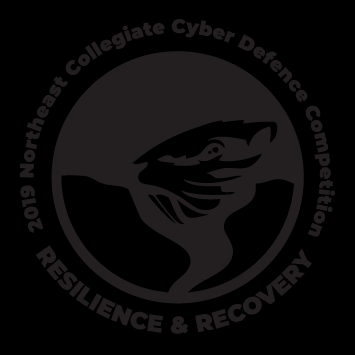 2019 Northeast Collegiate Cyber Defence Competition
RESILIENCE & RECOVERY